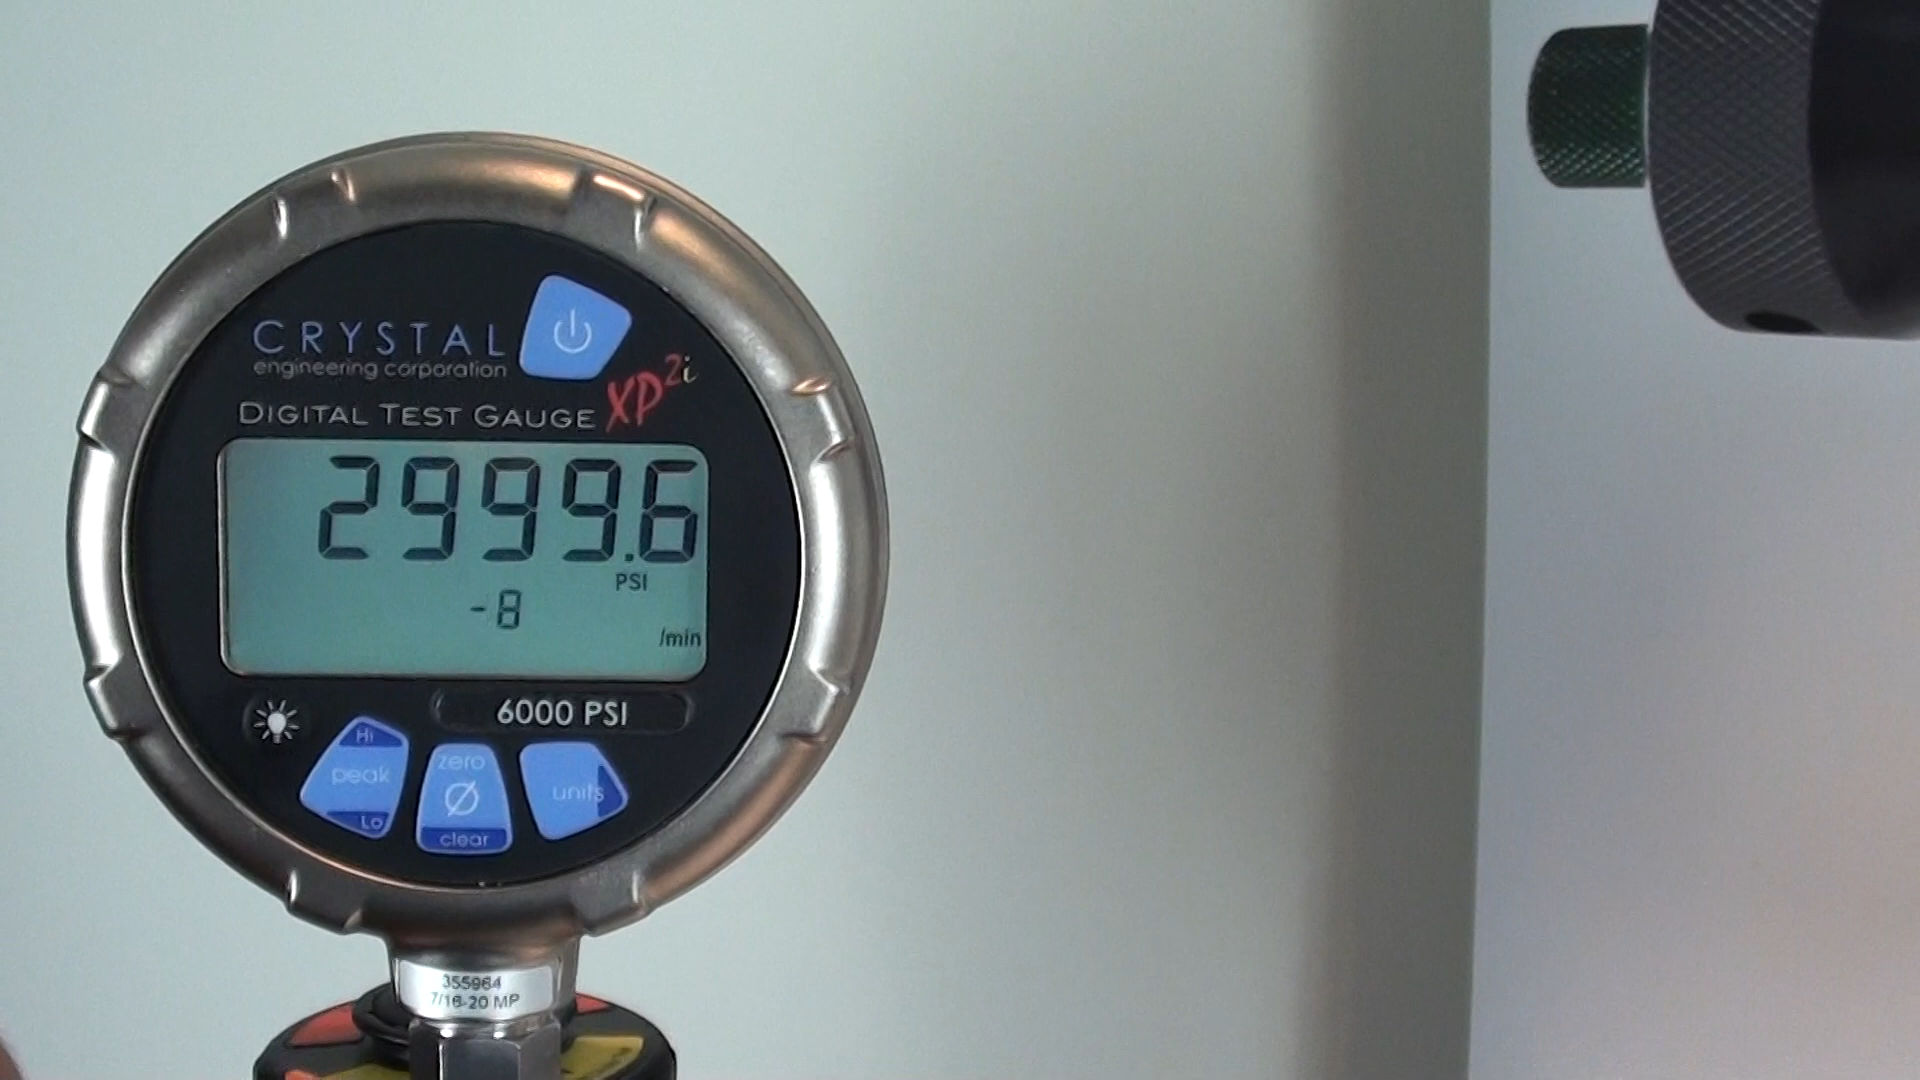 CRYSTAL
engineering corporation
XP2i
DIGITAL TEST GAUGE
2999.6
PSI
-8
/min
6000 PSI
Hi
peak
Lo
zero
Ø
clear
units
355964
7/16-20 MP